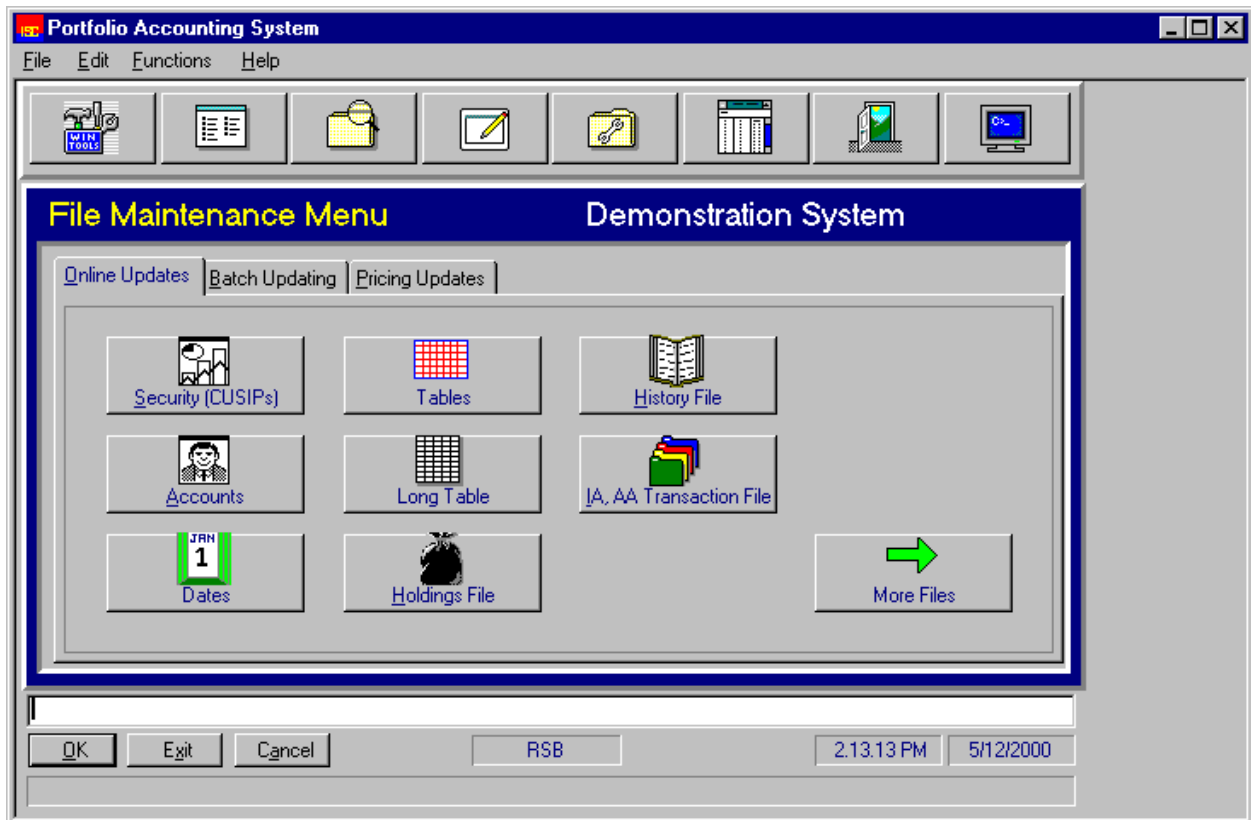 ISC Portfolio Accounting System
File Edit Functions Help
WIN
TOOLS
C>_
File Maintenance Menu Demonstration System
Online Updates Batch Updating Pricing Updates
Security (CUSIPs) Tables History File
Accounts Long Table IA, AA Transaction File
JAN
1
Dates Holdings File More Files
OK Exit Cancel RSB 2.13.13 PM 5/12/2000